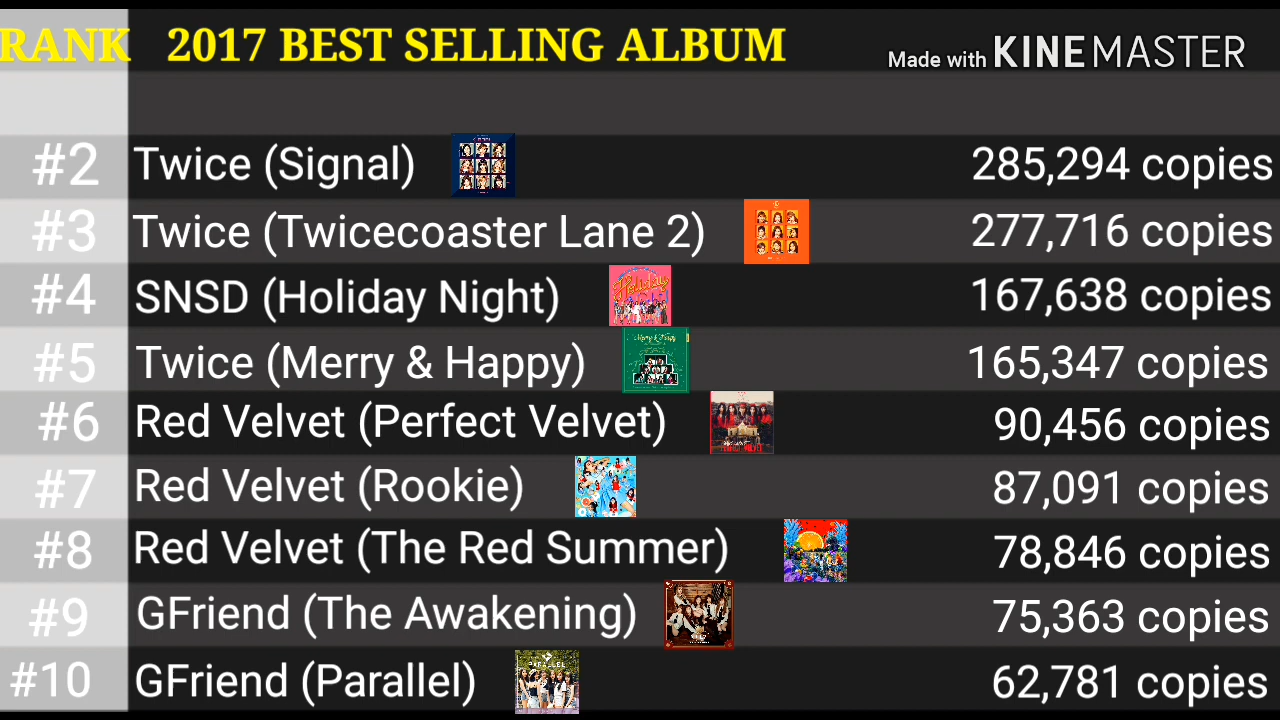 RANK 2017 BEST SELLING ALBUM
Made with KINEMASTER
#2 Twice (Signal) 285,294 copies
#3 Twice (Twicecoaster Lane 2) 277,716 copies
#4 SNSD (Holiday Night) 167,638 copies
#5 Twice (Merry & Happy) 165,347 copies
#6 Red Velvet (Perfect Velvet) 90,456 copies
#7 Red Velvet (Rookie) 87,091 copies
#8 Red Velvet (The Red Summer) 78,846 copies
#9 GFriend (The Awakening) 75,363 copies
#10 GFriend (Parallel) 62,781 copies